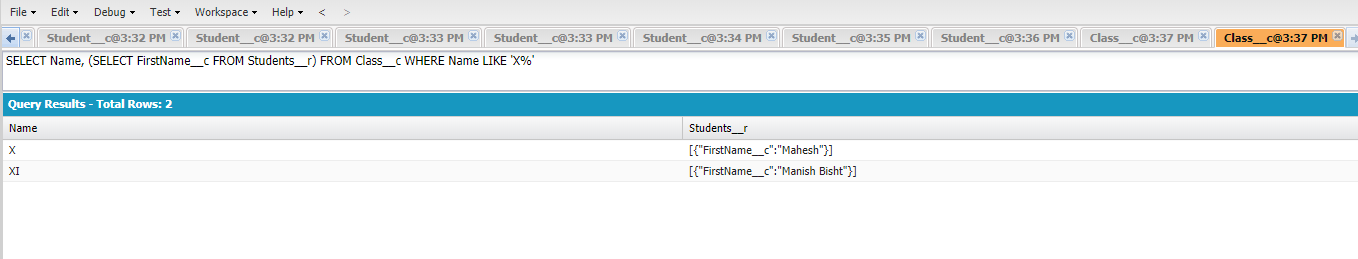 File Edit Debug Test Workspace Help < >
Student__c@3:32 PM Student__c@3:32 PM Student__c@3:33 PM Student__c@3:33 PM Student__c@3:34 PM Student__c@3:35 PM Student__c@3:36 PM Class__c@3:37 PM Class__c@3:37 PM
SELECT Name, (SELECT FirstName__c FROM Students__r) FROM Class__c WHERE Name LIKE 'X%'
Query Results - Total Rows: 2
Name Students__r
X [{"FirstName__c":"Mahesh"}]
XI [{"FirstName__c":"Manish Bisht"}]